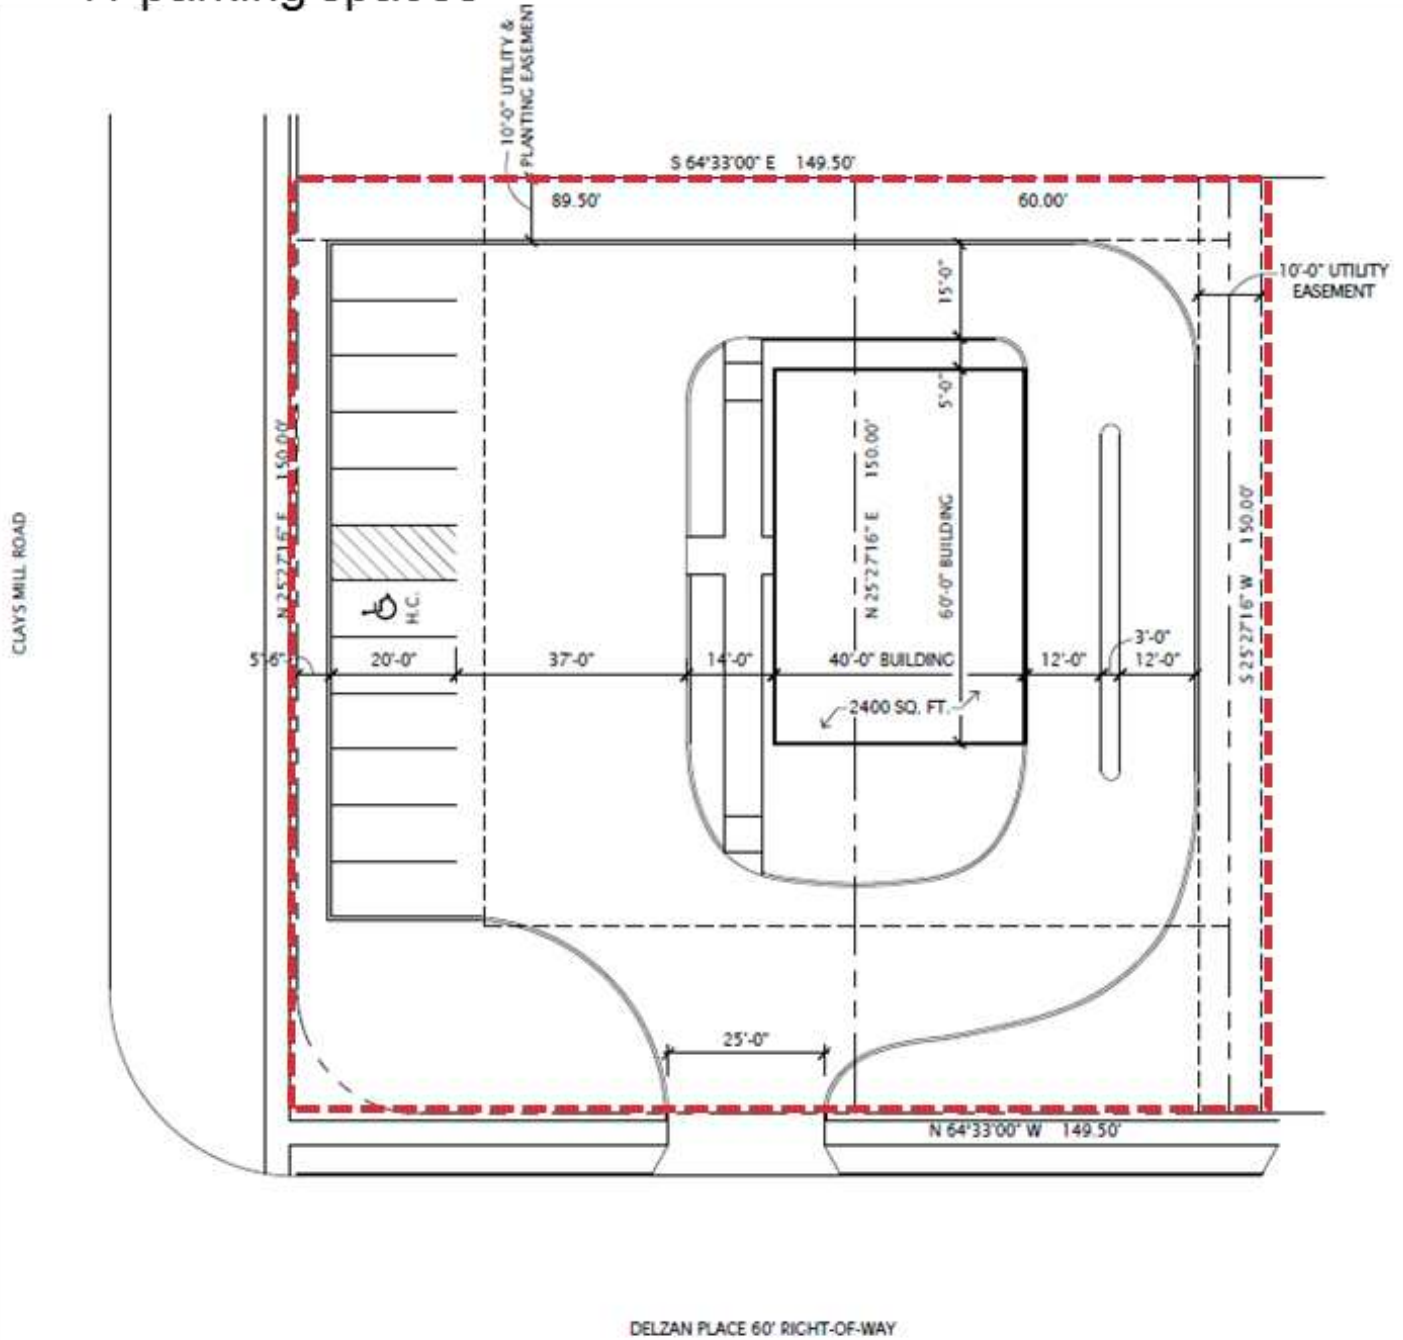 parking spaces
10'-0" UTILITY &
PLANTING EASEMENT
S 64°33'00" E 149.50'
89.50'
60.00'
10'-0" UTILITY
EASEMENT
15'-0"
5'-0"
N 25°27'16" E 150.00'
N 25°27'16" E 150.00'
60'-0" BUILDING
S 25°27'16" W 150.00'
CLAYS MILL ROAD
H.C.
5'-6"
20'-0"
37'-0"
14'-0"
40'-0" BUILDING
12'-0"
3'-0"
12'-0"
2400 SQ. FT.
25'-0"
N 64°33'00" W 149.50'
DELZAN PLACE 60' RIGHT-OF-WAY